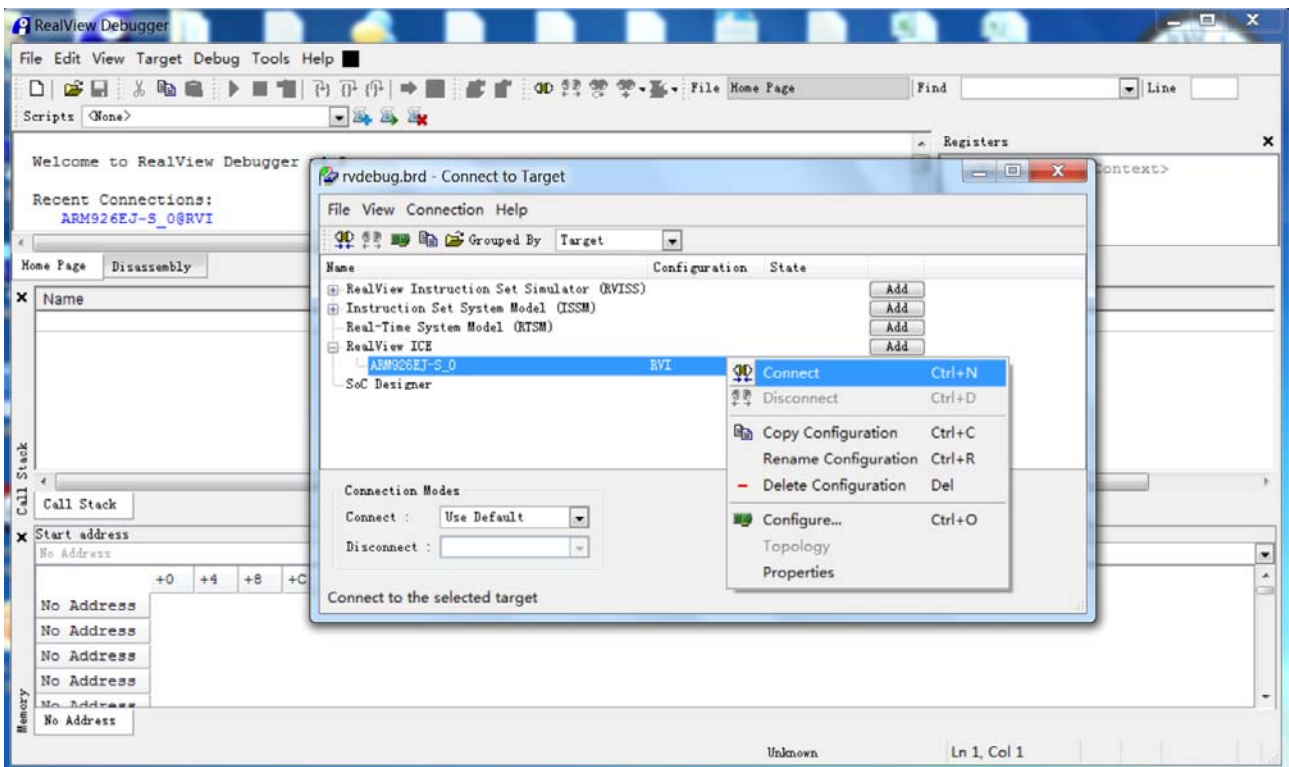 RealView Debugger
File Edit View Target Debug Tools Help
File Home Page Find Line
Scripts <None>
Welcome to RealView Debugger
Recent Connections:
ARM926EJ-S_0@RVI
Registers
Home Page Disassembly
Name
Call Stack
Call Stack
Start address
No Address
+0 +4 +8 +C
No Address
No Address
No Address
No Address
No Address
Memory
No Address
Unknown Ln 1, Col 1
rvdebug.brd - Connect to Target
File View Connection Help
Grouped By Target
Name Configuration State
RealView Instruction Set Simulator (RVISS) Add
Instruction Set System Model (ISSM) Add
Real-Time System Model (RTSM) Add
RealView ICE Add
ARM926EJ-S_0 RVI
SoC Designer
Connection Modes
Connect : Use Default
Disconnect :
Connect to the selected target
Connect Ctrl+N
Disconnect Ctrl+D
Copy Configuration Ctrl+C
Rename Configuration Ctrl+R
Delete Configuration Del
Configure... Ctrl+O
Topology
Properties